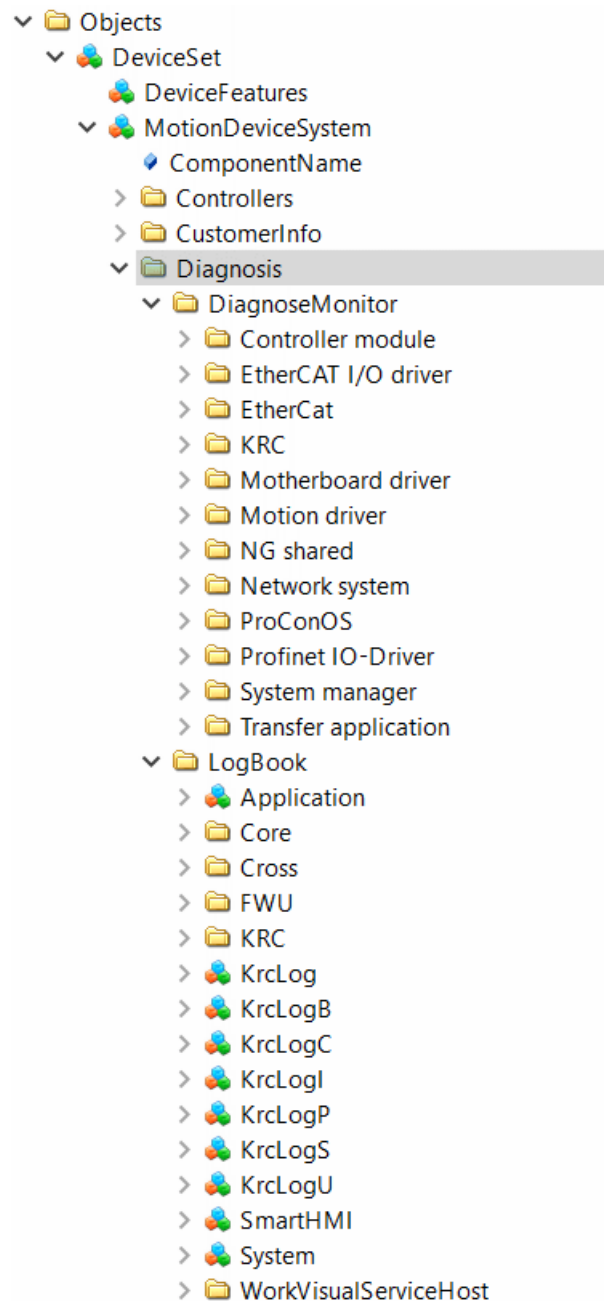 Objects
DeviceSet
DeviceFeatures
MotionDeviceSystem
ComponentName
Controllers
CustomerInfo
Diagnosis
DiagnoseMonitor
Controller module
EtherCAT I/O driver
EtherCat
KRC
Motherboard driver
Motion driver
NG shared
Network system
ProConOS
Profinet IO-Driver
System manager
Transfer application
LogBook
Application
Core
Cross
FWU
KRC
KrcLog
KrcLogB
KrcLogC
KrcLogI
KrcLogP
KrcLogS
KrcLogU
SmartHMI
System
WorkVisualServiceHost